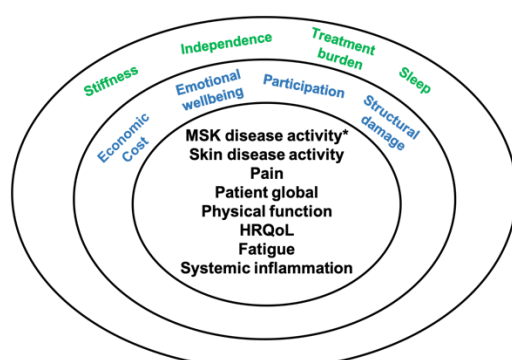 Stiffness
Independence
Treatment
burden
Sleep
Economic
Cost
Emotional
wellbeing
Participation
Structural
damage
MSK disease activity*
Skin disease activity
Pain
Patient global
Physical function
HRQoL
Fatigue
Systemic inflammation